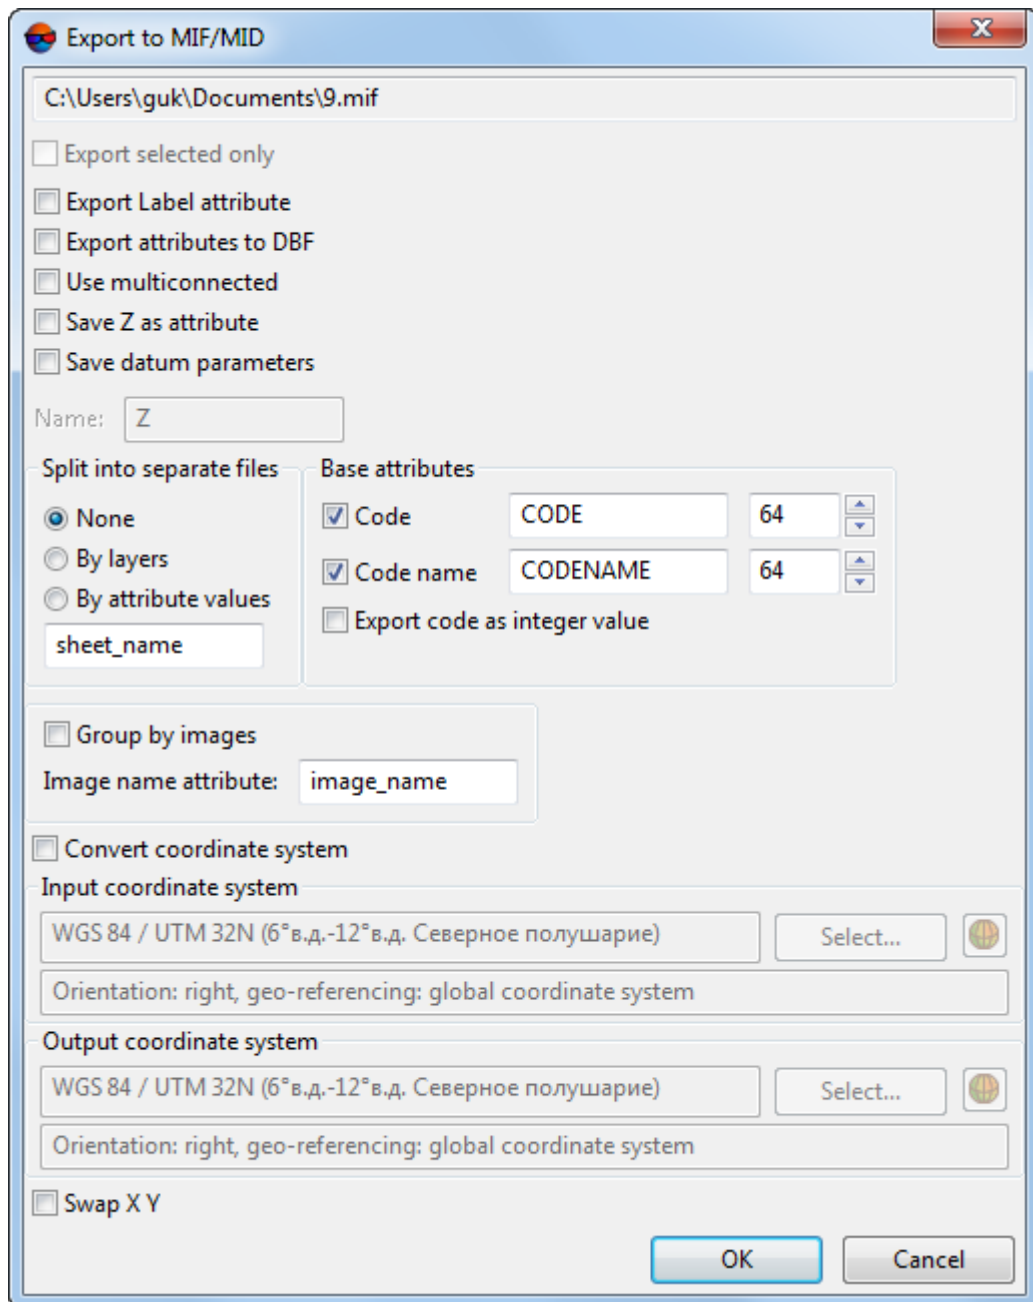 Export to MIF/MID
C:\Users\guk\Documents\9.mif
Export selected only
Export Label attribute
Export attributes to DBF
Use multiconnected
Save Z as attribute
Save datum parameters
Name: Z
Split into separate files
None
By layers
By attribute values
sheet_name
Base attributes
Code CODE 64
Code name CODENAME 64
Export code as integer value
Group by images
Image name attribute: image_name
Convert coordinate system
Input coordinate system
WGS 84 / UTM 32N (6°в.д.-12°в.д. Северное полушарие) Select...
Orientation: right, geo-referencing: global coordinate system
Output coordinate system
WGS 84 / UTM 32N (6°в.д.-12°в.д. Северное полушарие) Select...
Orientation: right, geo-referencing: global coordinate system
Swap X Y
OK Cancel